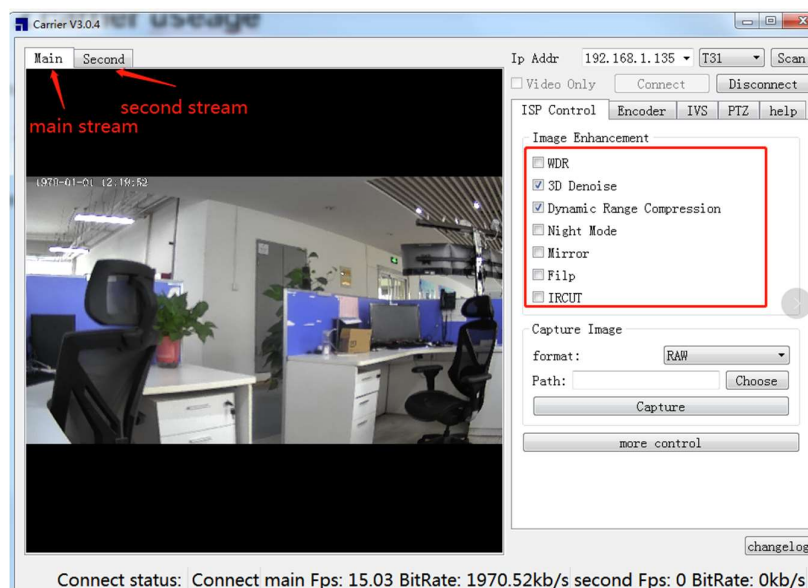 Carrier V3.0.4
Main Second
Ip Addr 192.168.1.135 T31 Scan
Video Only Connect Disconnect
second stream
main stream
ISP Control Encoder IVS PTZ help
Image Enhancement
WDR
3D Denoise
Dynamic Range Compression
Night Mode
Mirror
Filp
IRCUT
1970-01-01 12:19:52
Capture Image
format: RAW
Path: Choose
Capture
more control
changelog
Connect status: Connect main Fps: 15.03 BitRate: 1970.52kb/s second Fps: 0 BitRate: 0kb/s